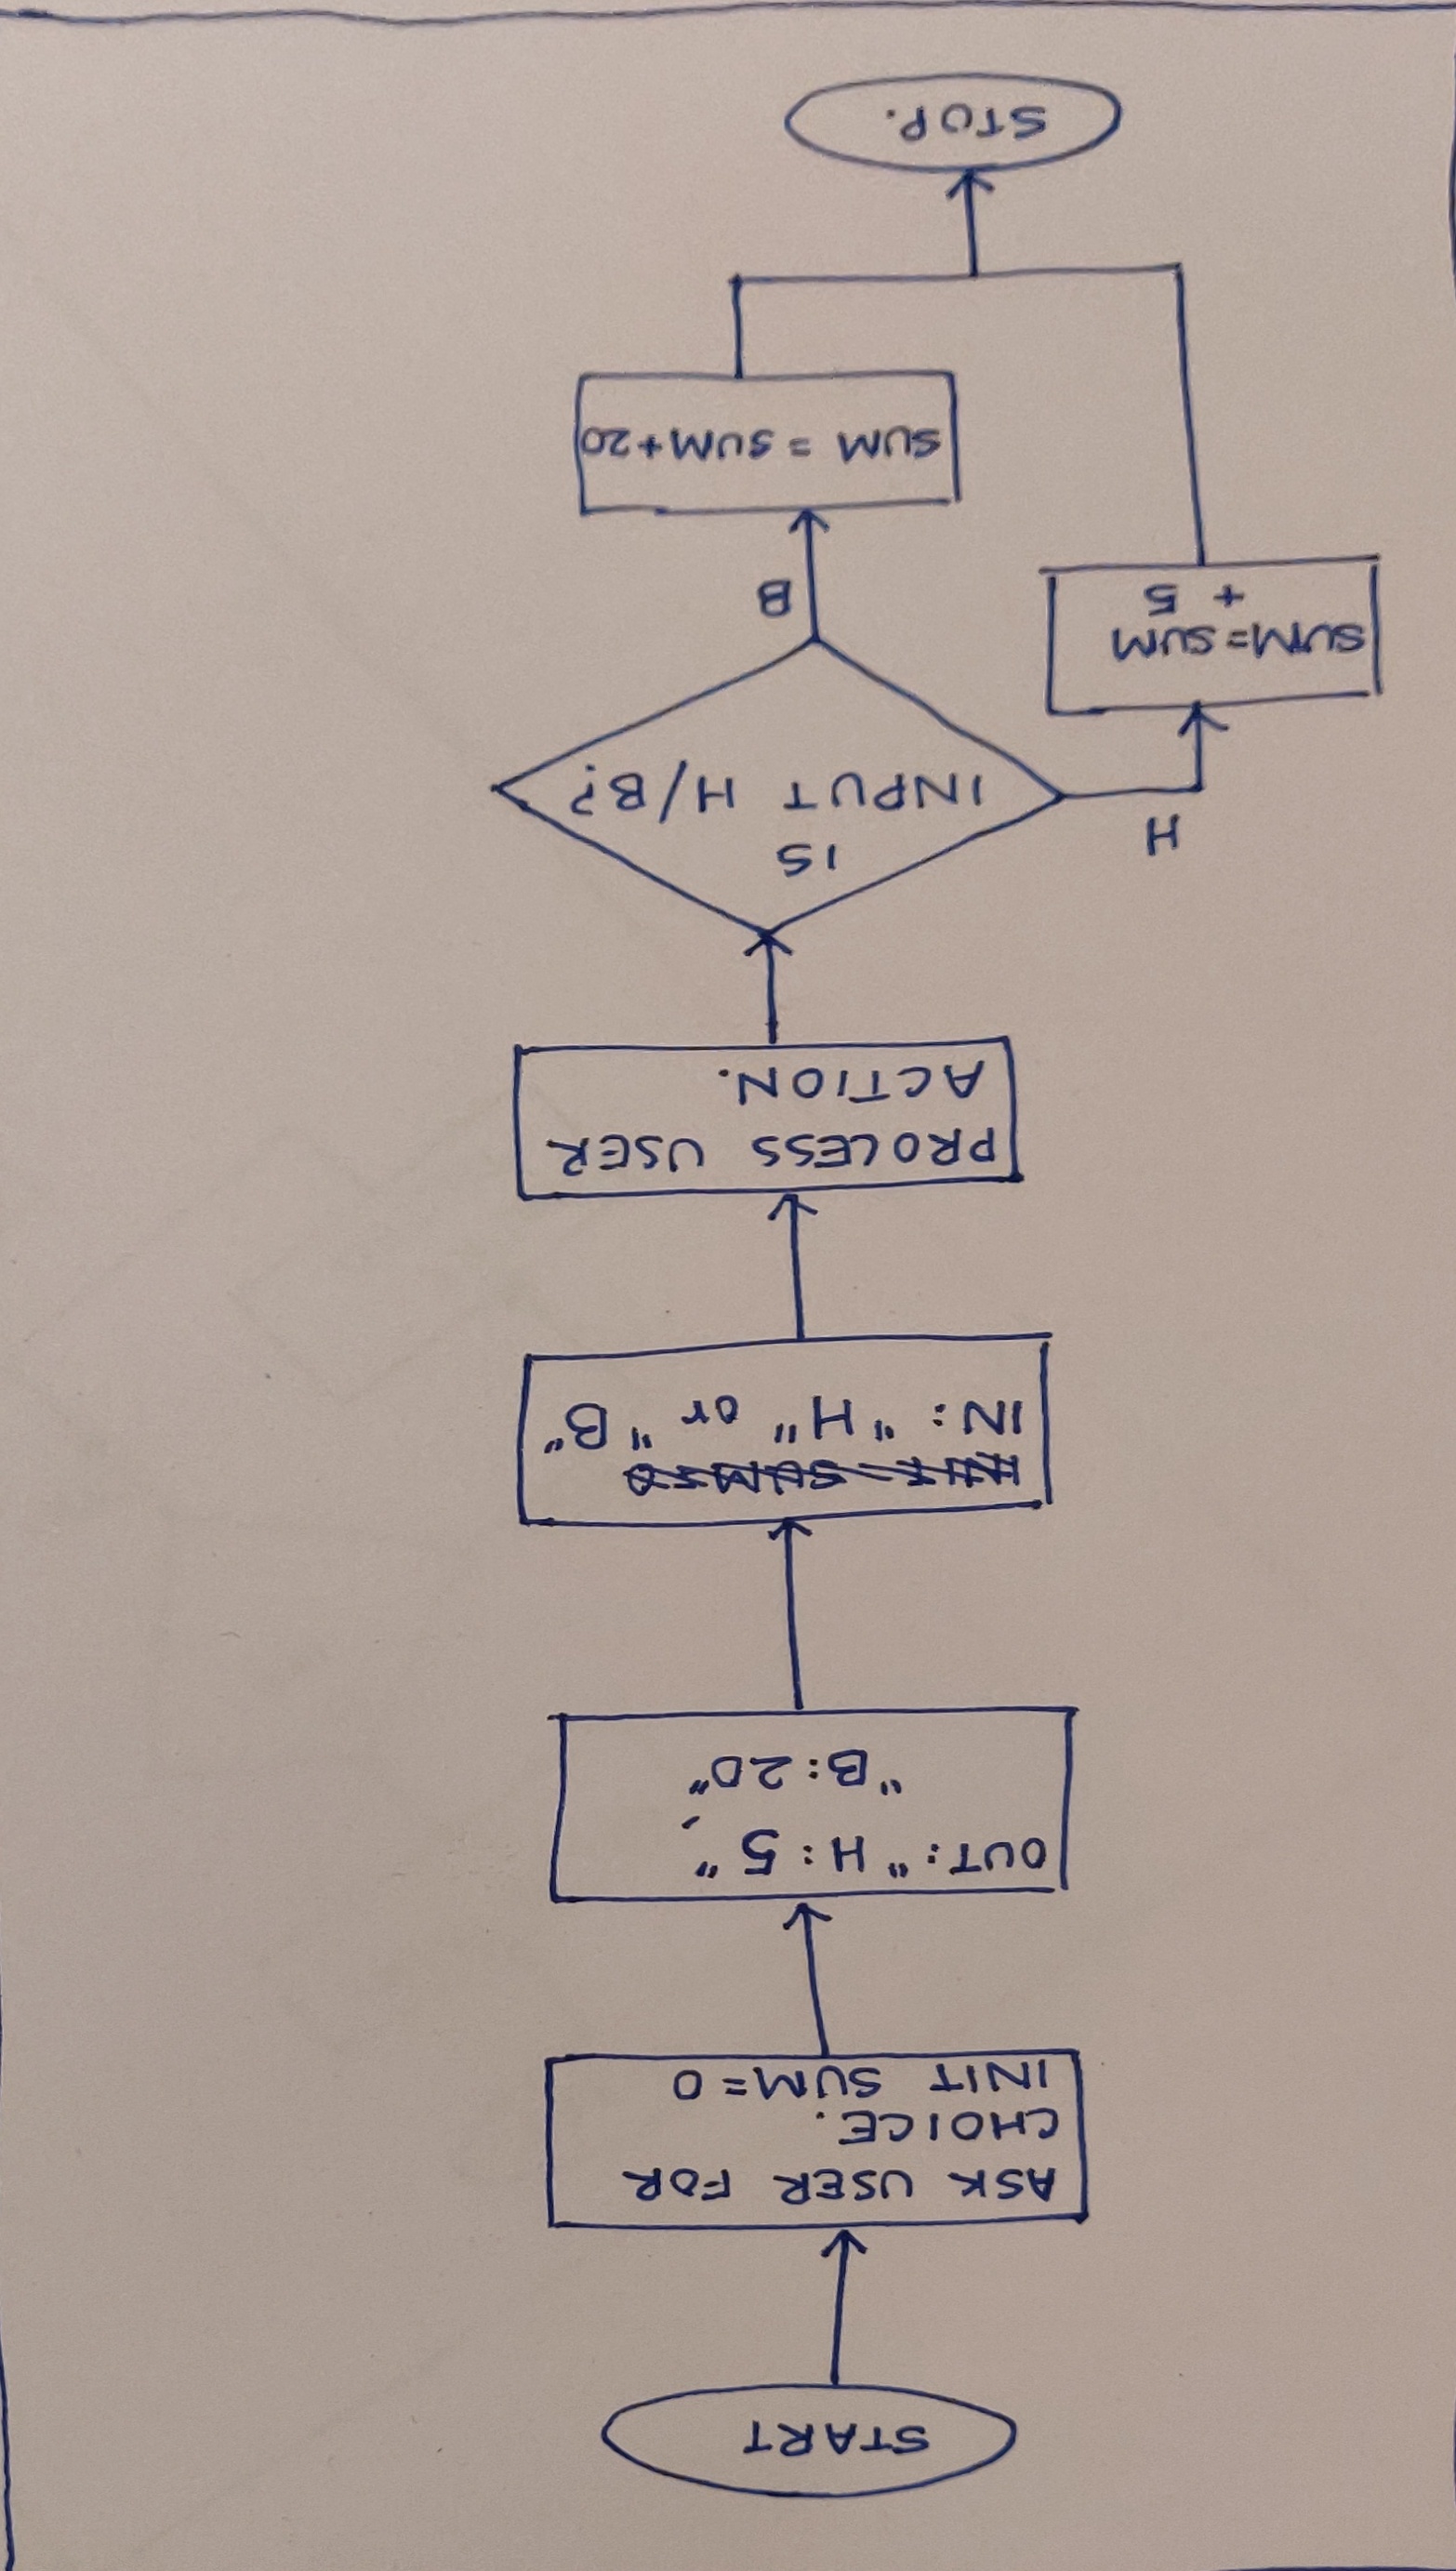 START
ASK USER FOR
CHOICE.
INIT SUM=0
OUT: "H:5",
"B:20"
INIT SUM=0
IN: "H" or "B"
PROCESS USER
ACTION.
IS
INPUT H/B?
H
SUM=SUM
+ 5
B
SUM = SUM+20
STOP.